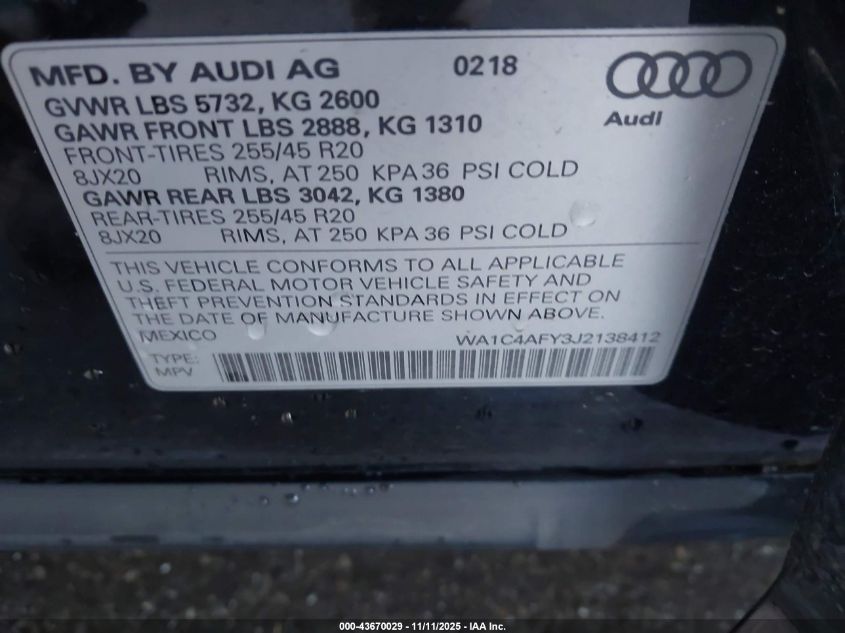 MFD. BY AUDI AG 0218
GVWR LBS 5732, KG 2600
GAWR FRONT LBS 2888, KG 1310
Audi
FRONT-TIRES 255/45 R20
8JX20 RIMS, AT 250 KPA 36 PSI COLD
GAWR REAR LBS 3042, KG 1380
REAR-TIRES 255/45 R20
8JX20 RIMS, AT 250 KPA 36 PSI COLD
THIS VEHICLE CONFORMS TO ALL APPLICABLE
U.S. FEDERAL MOTOR VEHICLE SAFETY AND
THEFT PREVENTION STANDARDS IN EFFECT ON
THE DATE OF MANUFACTURE SHOWN ABOVE.
MEXICO WA1C4AFY3J2138412
TYPE:
MPV
000-43670029 - 11/11/2025 - IAA Inc.